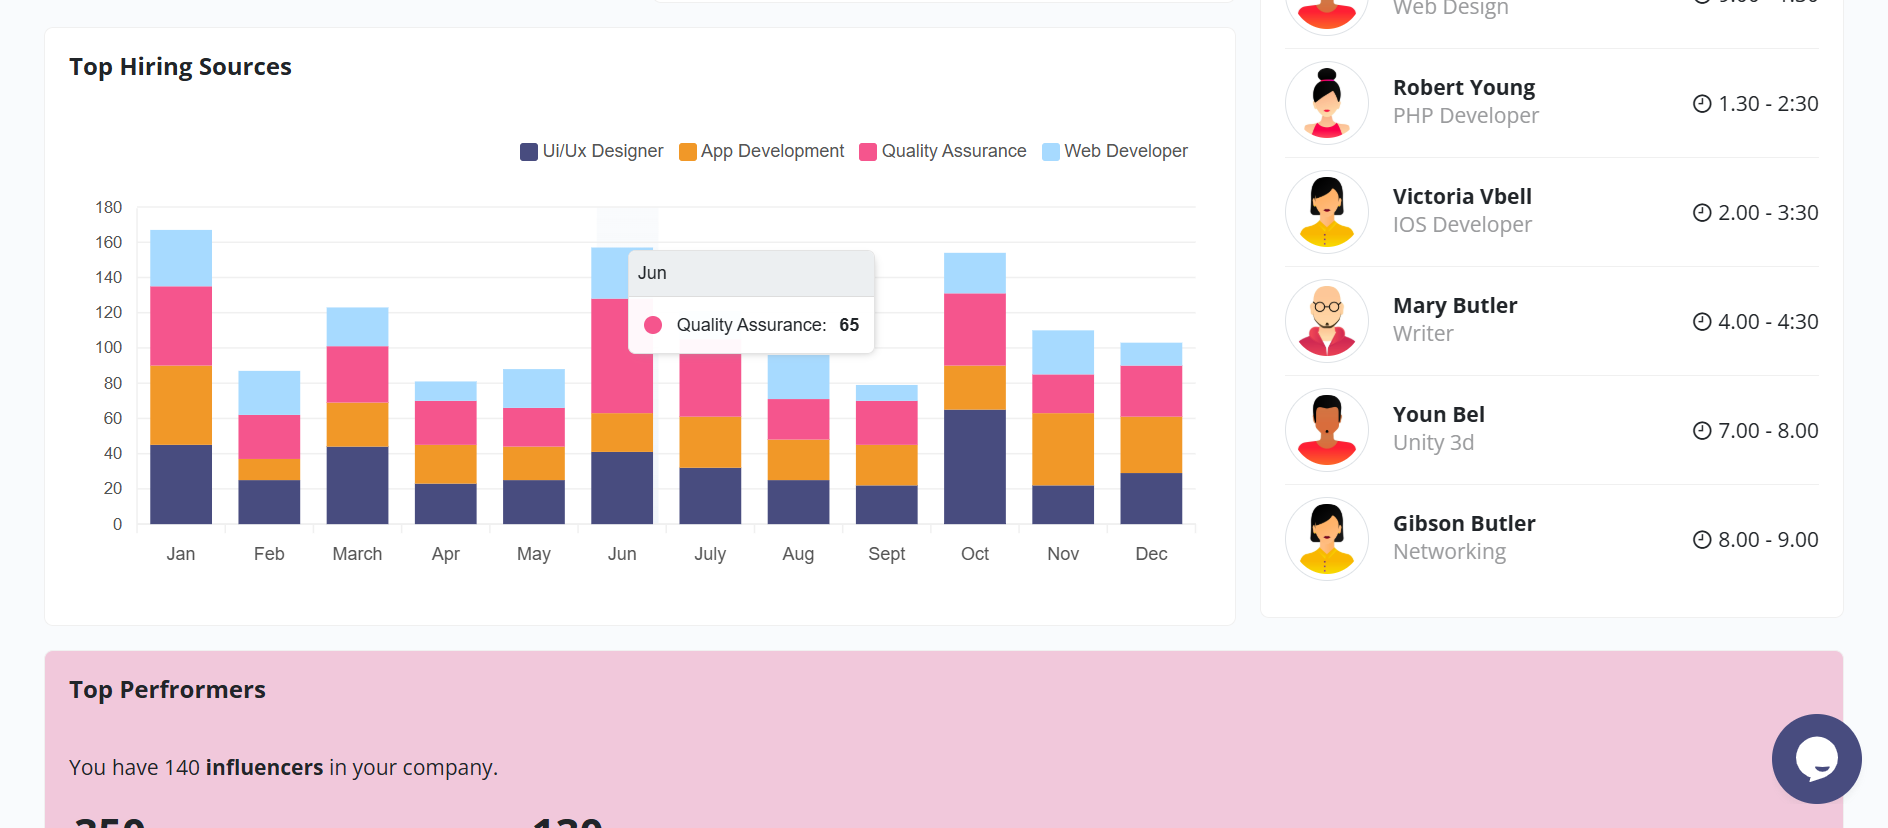 Top Hiring Sources
Ui/Ux Designer App Development Quality Assurance Web Developer
180
160
140
120
100
80
60
40
20
0
Jan Feb March Apr May Jun July Aug Sept Oct Nov Dec
Jun
Quality Assurance: 65
Web Design
Robert Young
PHP Developer
1.30 - 2:30
Victoria Vbell
IOS Developer
2.00 - 3:30
Mary Butler
Writer
4.00 - 4:30
Youn Bel
Unity 3d
7.00 - 8.00
Gibson Butler
Networking
8.00 - 9.00
Top Perfrormers
You have 140 influencers in your company.